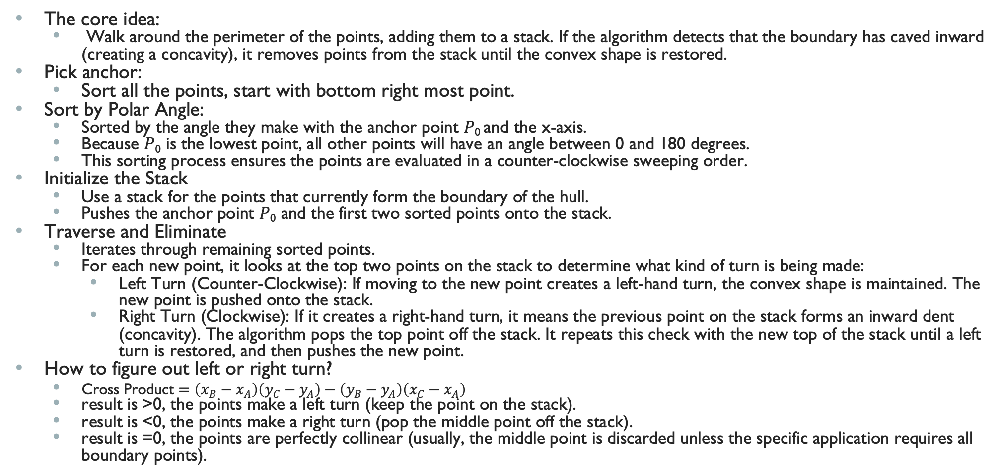 • The core idea:
• Walk around the perimeter of the points, adding them to a stack. If the algorithm detects that the boundary has caved inward
(creating a concavity), it removes points from the stack until the convex shape is restored.
• Pick anchor:
• Sort all the points, start with bottom right most point.
• Sort by Polar Angle:
• Sorted by the angle they make with the anchor point P₀ and the x-axis.
• Because P₀ is the lowest point, all other points will have an angle between 0 and 180 degrees.
• This sorting process ensures the points are evaluated in a counter-clockwise sweeping order.
• Initialize the Stack
• Use a stack for the points that currently form the boundary of the hull.
• Pushes the anchor point P₀ and the first two sorted points onto the stack.
• Traverse and Eliminate
• Iterates through remaining sorted points.
• For each new point, it looks at the top two points on the stack to determine what kind of turn is being made:
• Left Turn (Counter-Clockwise): If moving to the new point creates a left-hand turn, the convex shape is maintained. The
new point is pushed onto the stack.
• Right Turn (Clockwise): If it creates a right-hand turn, it means the previous point on the stack forms an inward dent
(concavity). The algorithm pops the top point off the stack. It repeats this check with the new top of the stack until a left
turn is restored, and then pushes the new point.
• How to figure out left or right turn?
• Cross Product = (x_B − x_A)(y_C − y_A) − (y_B − y_A)(x_C − x_A)
• result is >0, the points make a left turn (keep the point on the stack).
• result is <0, the points make a right turn (pop the middle point off the stack).
• result is =0, the points are perfectly collinear (usually, the middle point is discarded unless the specific application requires all
boundary points).